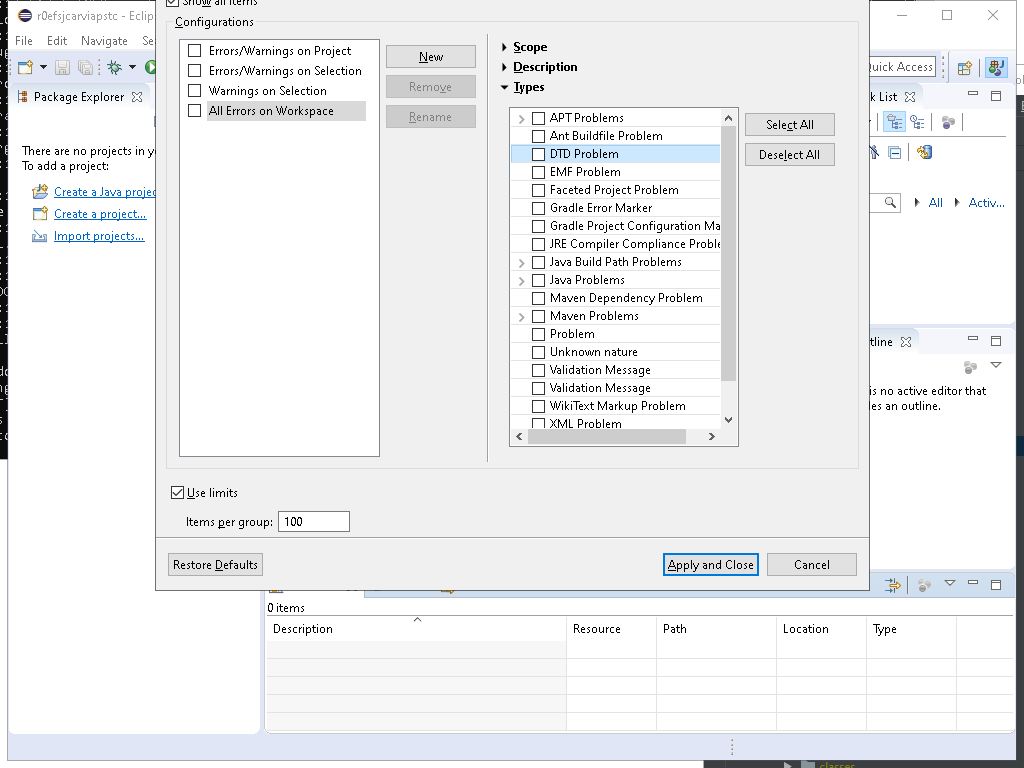 r0efsjcarviapstc - Eclips
Show all items
Configurations
File Edit Navigate Se
Quick Access
Package Explorer
There are no projects in yo
To add a project:
Create a Java projec
Create a project...
Import projects...
Errors/Warnings on Project
Errors/Warnings on Selection
Warnings on Selection
All Errors on Workspace
New
Remove
Rename
Scope
Description
Types
APT Problems
Ant Buildfile Problem
DTD Problem
EMF Problem
Faceted Project Problem
Gradle Error Marker
Gradle Project Configuration Ma
JRE Compiler Compliance Proble
Java Build Path Problems
Java Problems
Maven Dependency Problem
Maven Problems
Problem
Unknown nature
Validation Message
Validation Message
WikiText Markup Problem
XML Problem
Select All
Deselect All
k List
All Activ...
tline
is no active editor that
es an outline.
Use limits
Items per group: 100
Restore Defaults
Apply and Close
Cancel
0 items
Description Resource Path Location Type
classes